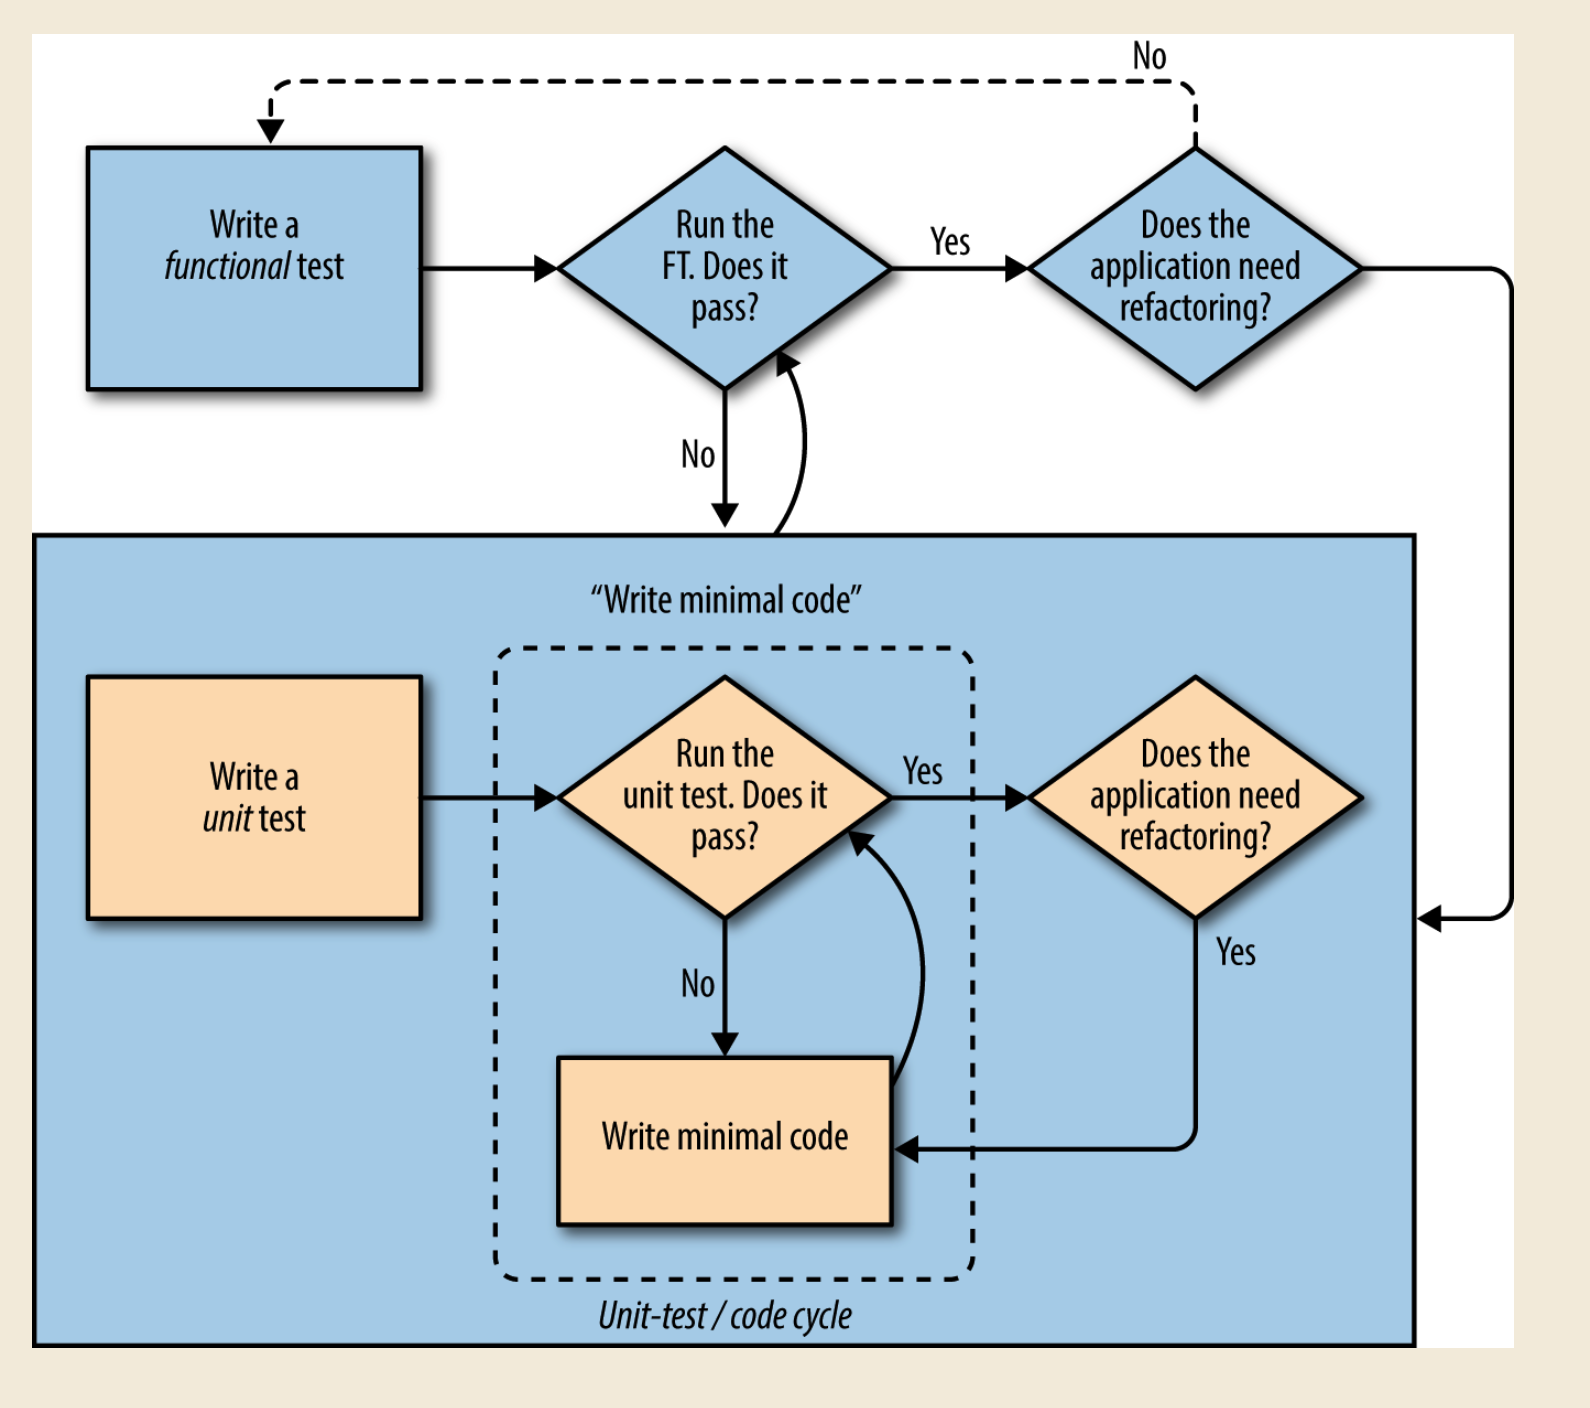 No
Write a
functional test
Run the
FT. Does it
pass?
Yes
Does the
application need
refactoring?
No
“Write minimal code”
Write a
unit test
Run the
unit test. Does it
pass?
Yes
Does the
application need
refactoring?
No
Yes
Write minimal code
Unit-test / code cycle